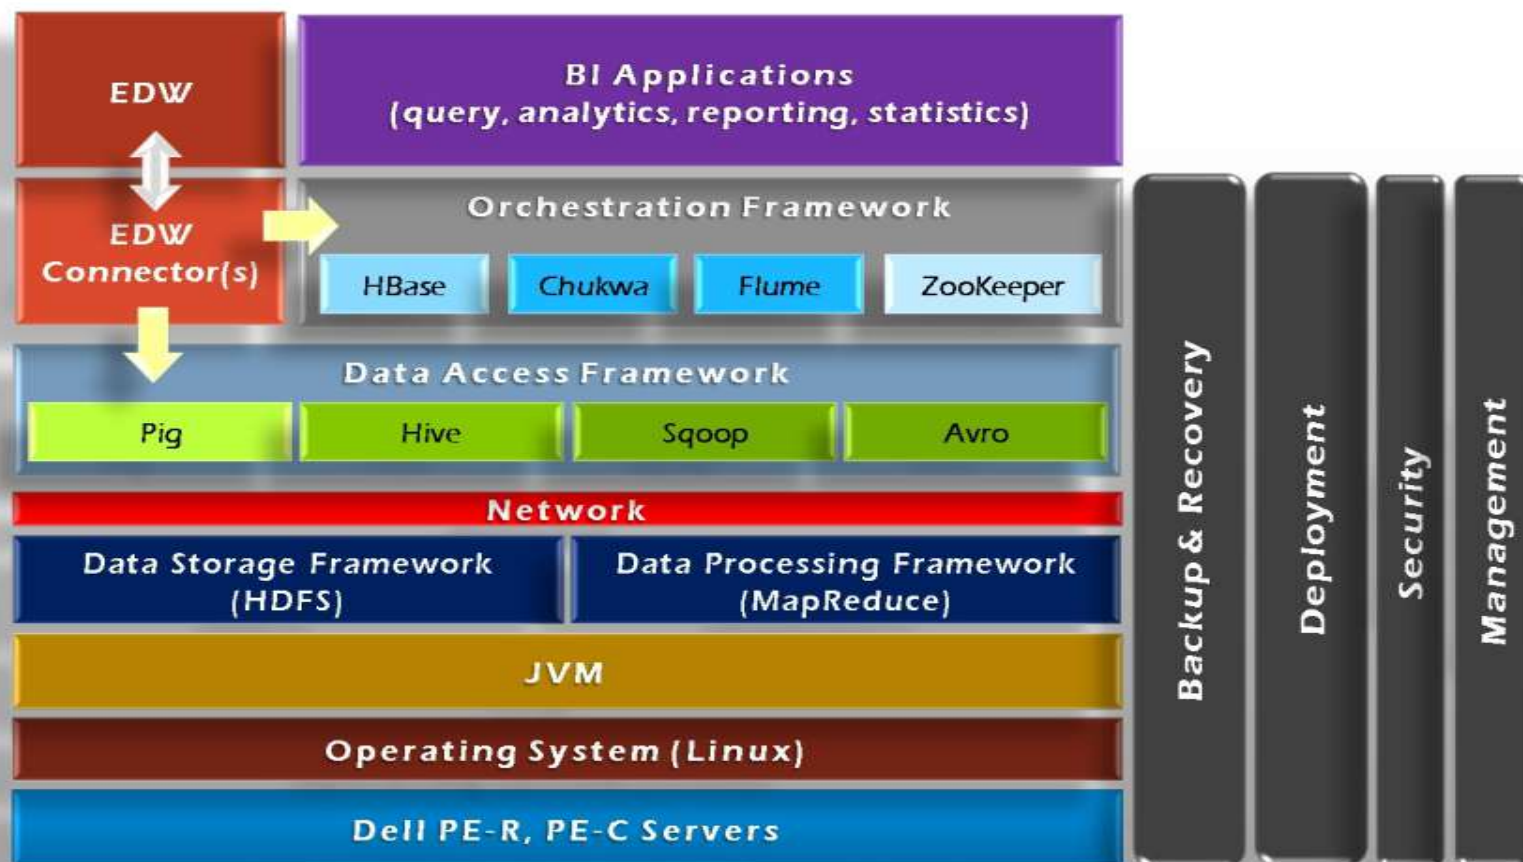 EDW
BI Applications
(query, analytics, reporting, statistics)
EDW
Connector(s)
Orchestration Framework
HBase
Chukwa
Flume
ZooKeeper
Data Access Framework
Pig
Hive
Sqoop
Avro
Network
Data Storage Framework
(HDFS)
Data Processing Framework
(MapReduce)
JVM
Operating System (Linux)
Dell PE-R, PE-C Servers
Backup & Recovery
Deployment
Security
Management